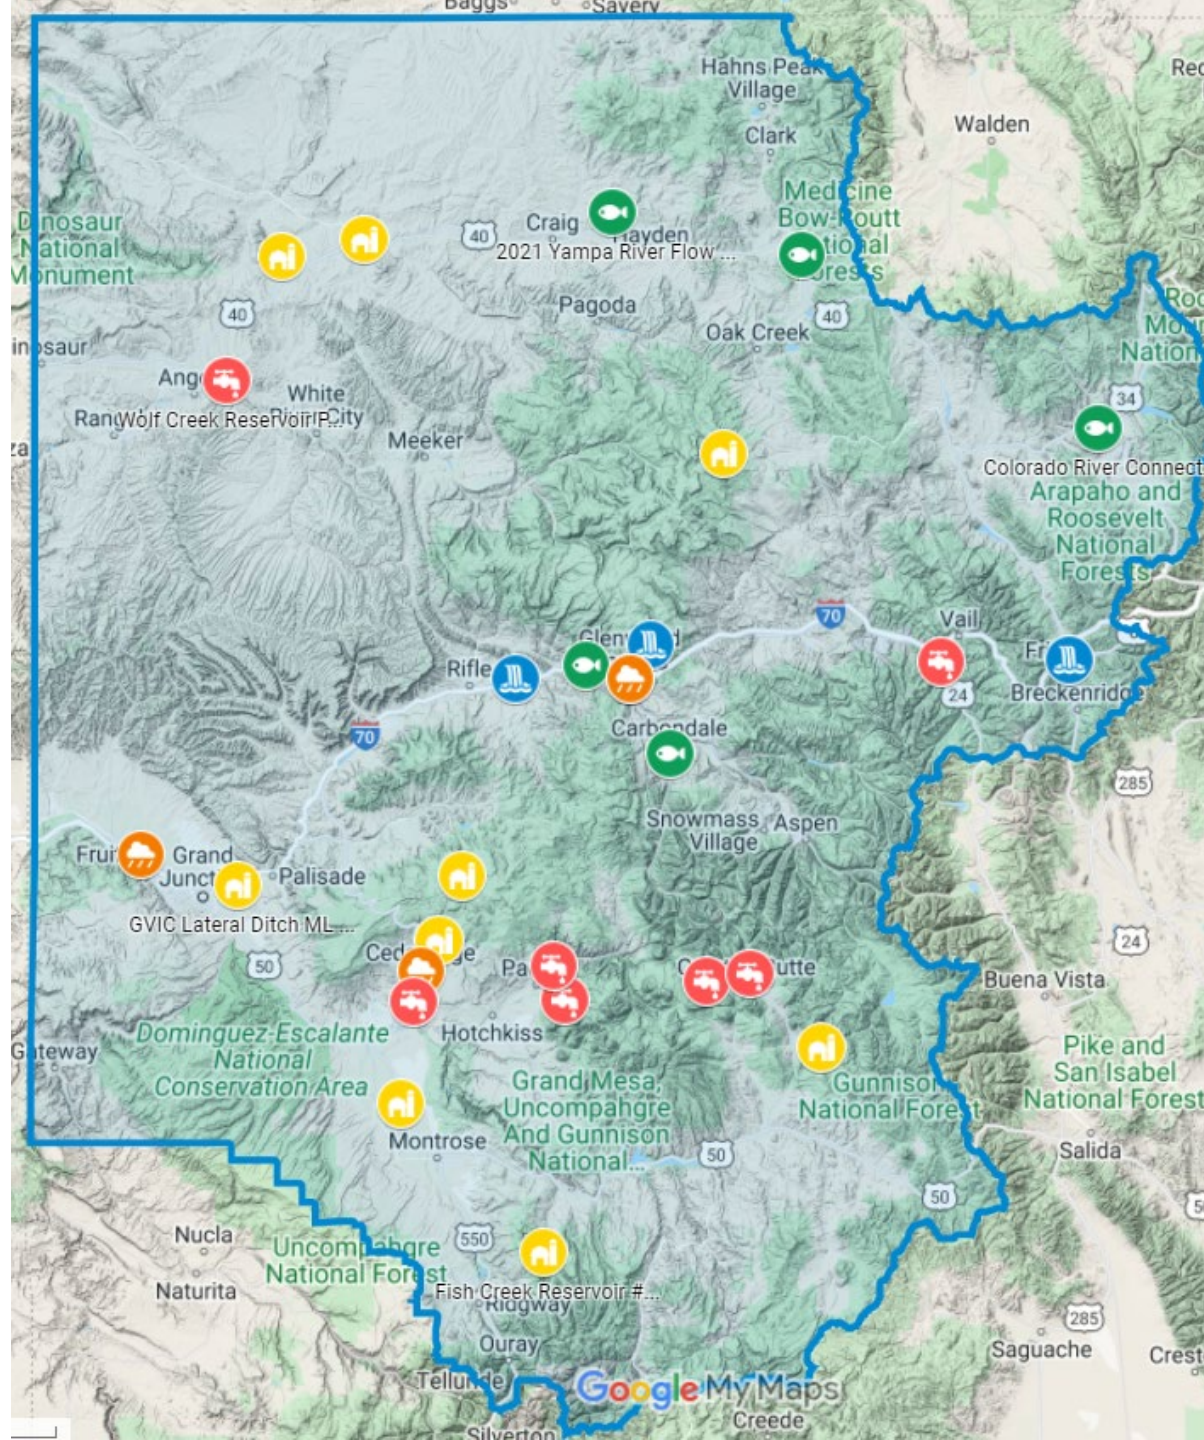 Baggs
Savery
Hahns Peak
Village
Walden
Clark
Medicine
Bow-Routt
National
Forests
Dinosaur
National
Monument
40
Craig
Hayden
2021 Yampa River Flow ...
40
Pagoda
40
Oak Creek
White
River City
Wolf Creek Reservoir P...
Meeker
34
Colorado River Connect
Arapaho and
Roosevelt
National
Forests
70
Vail
Rifle
24
Breckenridge
Carbondale
70
285
Snowmass
Village
Aspen
Grand
Palisade
GVIC Lateral Ditch ML ...
50
24
Buena Vista
Hotchkiss
Dominguez-Escalante
National
Conservation Area
Gateway
Grand Mesa,
Uncompahgre
And Gunnison
National...
Gunnison
National Forest
Pike and
San Isabel
National Forest
Montrose
50
Salida
50
Nucla
550
Uncompahgre
National Forest
Naturita
Fish Creek Reservoir #...
Ridgway
Ouray
285
Saguache
Telluride
Google My Maps
Creede
Silverton